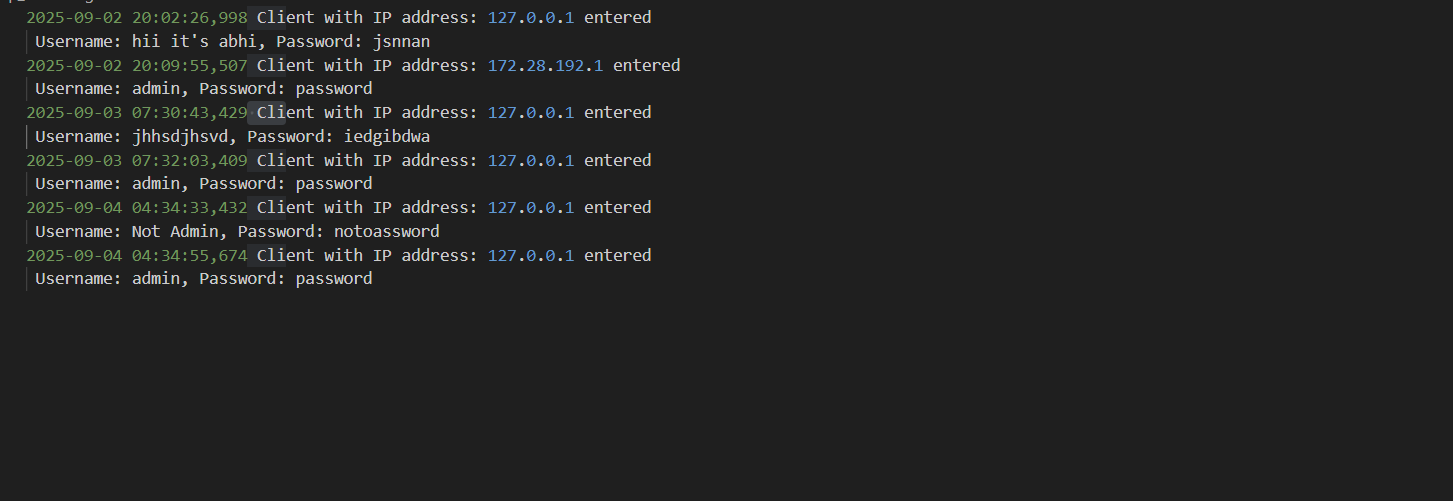 2025-09-02 20:02:26,998 Client with IP address: 127.0.0.1 entered
Username: hii it's abhi, Password: jsnnan
2025-09-02 20:09:55,507 Client with IP address: 172.28.192.1 entered
Username: admin, Password: password
2025-09-03 07:30:43,429 Client with IP address: 127.0.0.1 entered
Username: jhhsdjhsvd, Password: iedgibdwa
2025-09-03 07:32:03,409 Client with IP address: 127.0.0.1 entered
Username: admin, Password: password
2025-09-04 04:34:33,432 Client with IP address: 127.0.0.1 entered
Username: Not Admin, Password: notoassword
2025-09-04 04:34:55,674 Client with IP address: 127.0.0.1 entered
Username: admin, Password: password